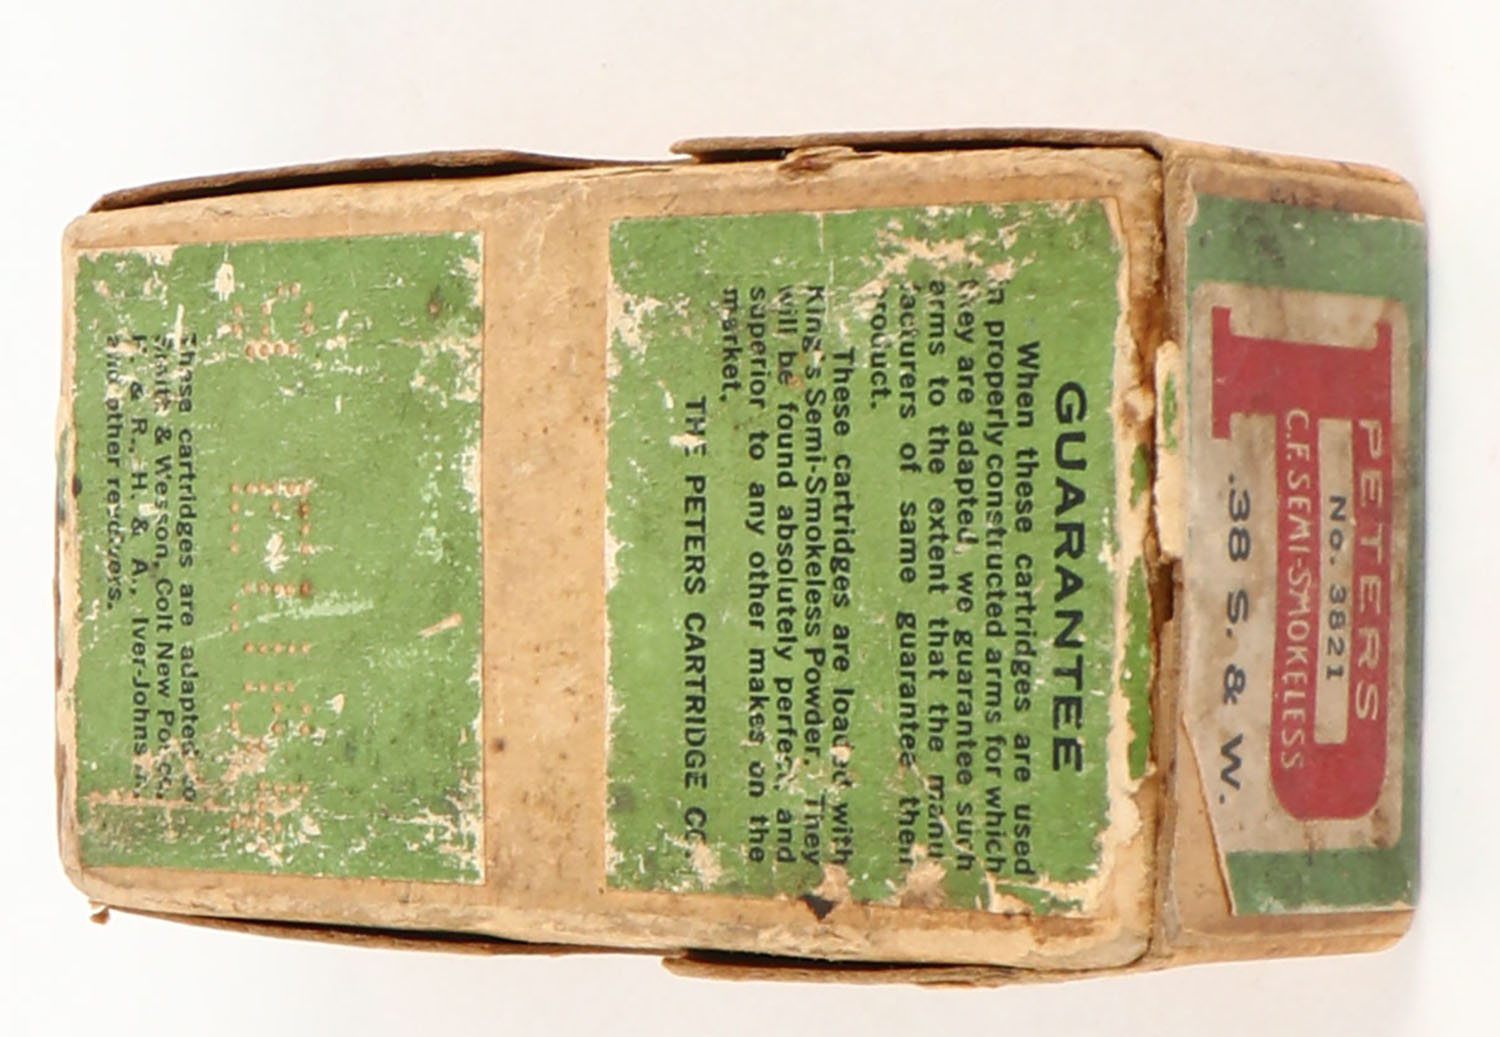 GUARANTEE
When these cartridges are used
in properly constructed arms for which
they are adapted, we guarantee such
arms to the extent that the manu
facturers of same guarantee their
product.
These cartridges are loaded with
King's Semi-Smokeless Powder. They
will be found absolutely perfect and
superior to any other makes on the
market.
THE PETERS CARTRIDGE CO.
These cartridges are adapted to
Smith & Wesson, Colt New Police,
F. & R., H. & A., Iver-Johnson,
and other revolvers.
PETERS
No. 3821
C.F. SEMI-SMOKELESS
.38 S. & W.